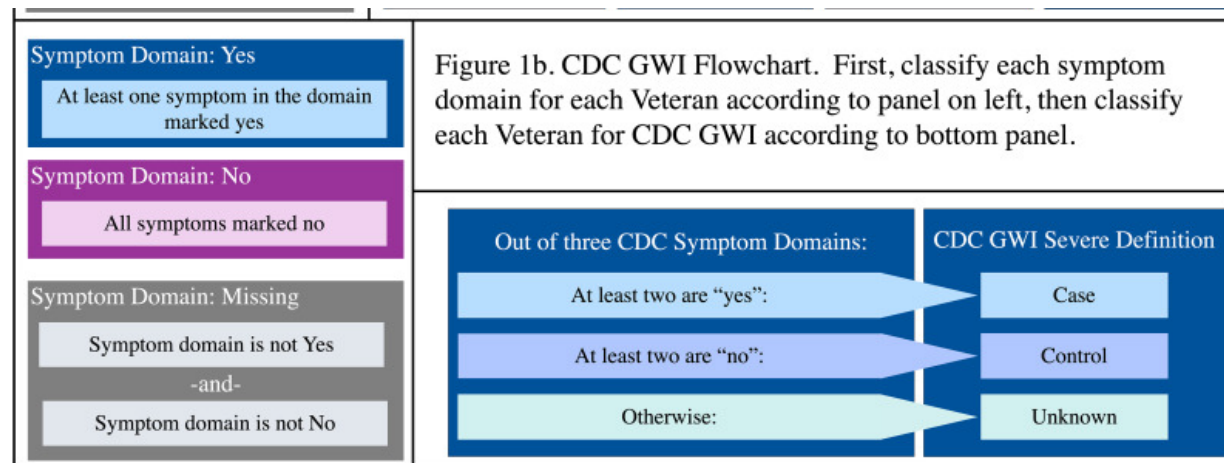 Symptom Domain: Yes
At least one symptom in the domain
marked yes
Symptom Domain: No
All symptoms marked no
Symptom Domain: Missing
Symptom domain is not Yes
-and-
Symptom domain is not No
Figure 1b. CDC GWI Flowchart.  First, classify each symptom
domain for each Veteran according to panel on left, then classify
each Veteran for CDC GWI according to bottom panel.
Out of three CDC Symptom Domains:
CDC GWI Severe Definition
At least two are “yes”:
Case
At least two are “no”:
Control
Otherwise:
Unknown